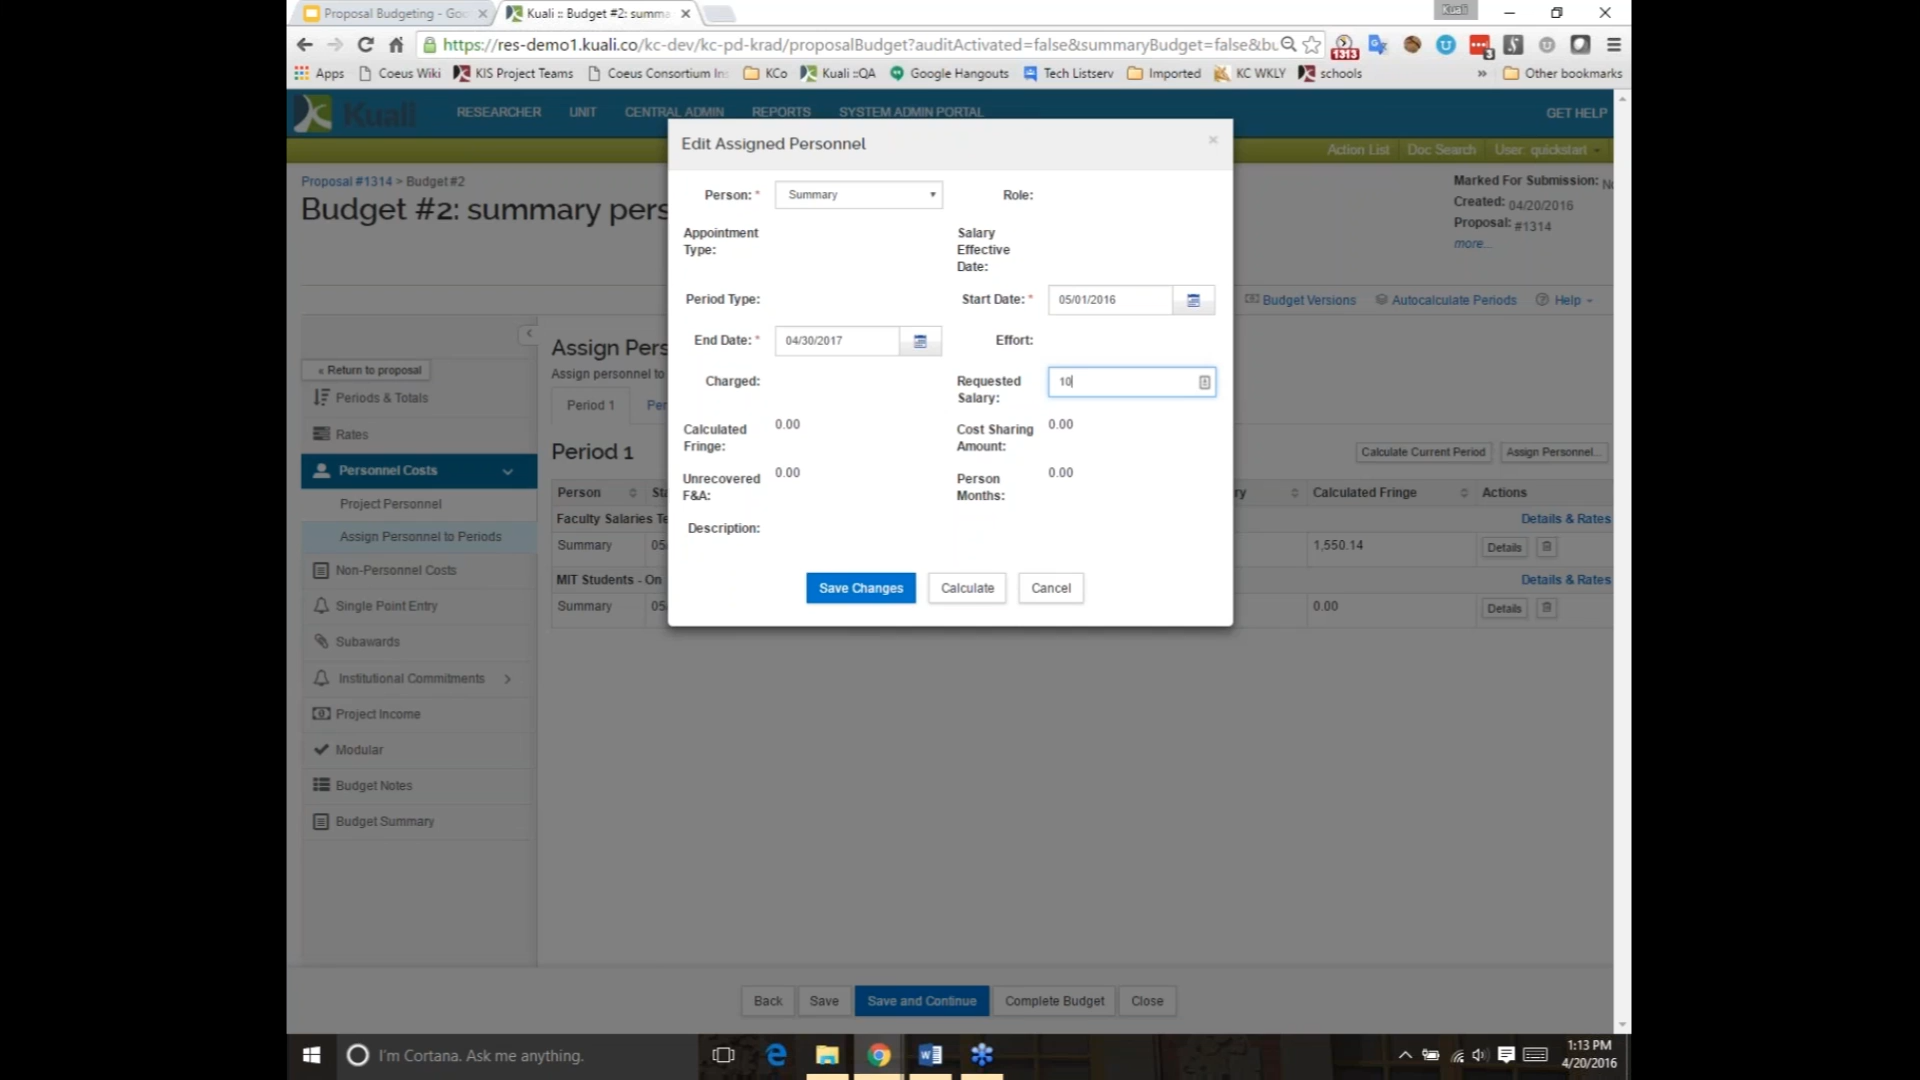 Proposal Budgeting - Goo
Kuali :: Budget #2: summa
Kuali
https://res-demo1.kuali.co/kc-dev/kc-pd-krad/proposalBudget?auditActivated=false&summaryBudget=false&bu
1313
3
Apps
Coeus Wiki
KIS Project Teams
Coeus Consortium In
KCo
Kuali ::QA
Google Hangouts
Tech Listserv
Imported
KC WKLY
schools
»
Other bookmarks
Kuali
RESEARCHER
UNIT
CENTRAL ADMIN
REPORTS
SYSTEM ADMIN PORTAL
GET HELP
Action List
Doc Search
User: quickstart
Proposal #1314 > Budget #2
Budget #2: summary pers
Marked For Submission: No
Created: 04/20/2016
Proposal: #1314
more...
Budget Versions
Autocalculate Periods
Help
« Return to proposal
Periods & Totals
Rates
Personnel Costs
Project Personnel
Assign Personnel to Periods
Non-Personnel Costs
Single Point Entry
Subawards
Institutional Commitments
Project Income
Modular
Budget Notes
Budget Summary
Assign Pers
Assign personnel to
Period 1
Per
Period 1
Calculate Current Period
Assign Personnel...
Person
Sta
ry
Calculated Fringe
Actions
Faculty Salaries Te
Details & Rates
Summary
05/
1,550.14
Details
MIT Students - On
Details & Rates
Summary
05/
0.00
Details
Edit Assigned Personnel
×
Person: *
Summary
Role:
Appointment Type:
Salary Effective Date:
Period Type:
Start Date: *
05/01/2016
End Date: *
04/30/2017
Effort:
Charged:
Requested Salary:
10
Calculated Fringe:
0.00
Cost Sharing Amount:
0.00
Unrecovered F&A:
0.00
Person Months:
0.00
Description:
Save Changes
Calculate
Cancel
Back
Save
Save and Continue
Complete Budget
Close
I'm Cortana. Ask me anything.
1:13 PM
4/20/2016